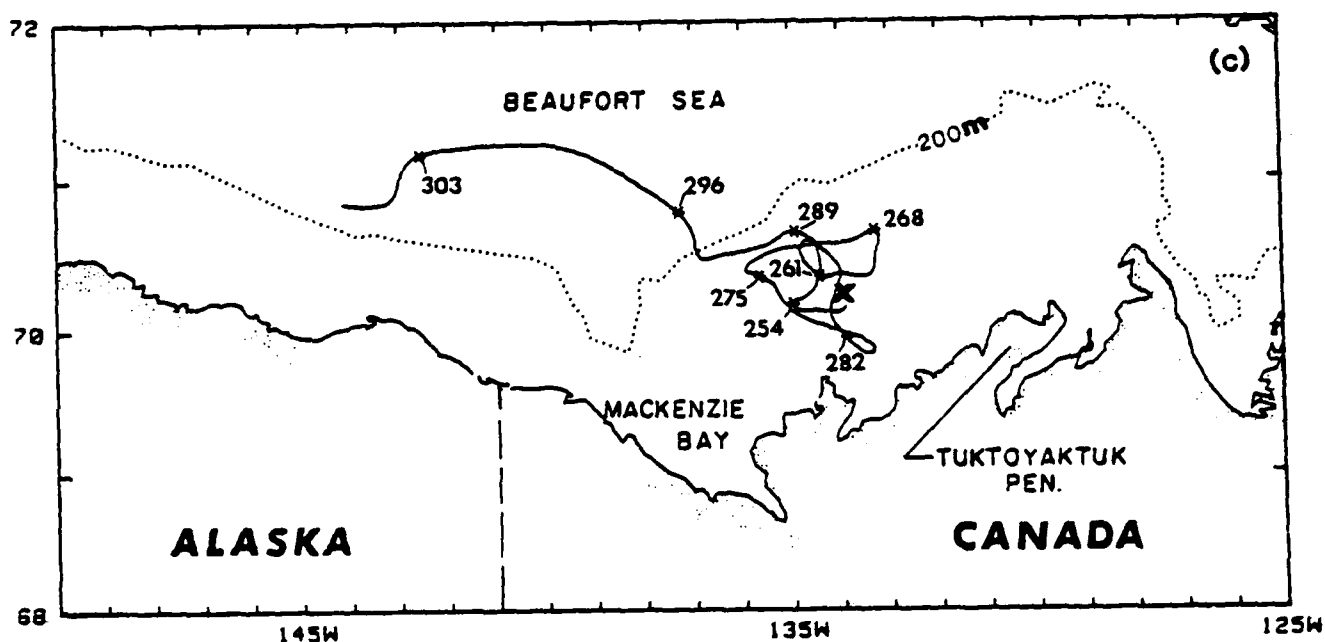 72
(c)
BEAUFORT SEA
200m
303
296
289
268
261
275
254
282
70
MACKENZIE
BAY
TUKTOYAKTUK
PEN.
ALASKA
CANADA
68
145W
135W
125W